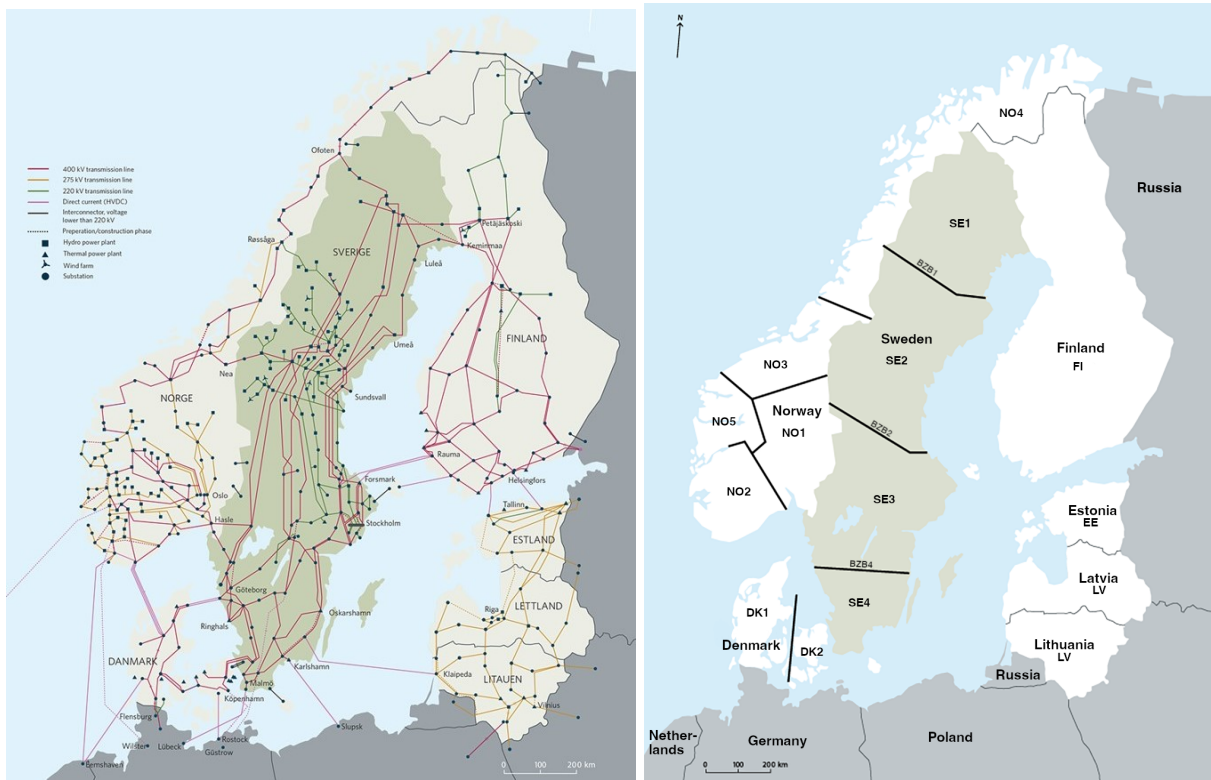 400 kV transmission line
275 kV transmission line
220 kV transmission line
Direct current (HVDC)
Interconnector, voltage
lower than 220 kV
Preperation/construction phase
Hydro power plant
Thermal power plant
Wind farm
Substation
Ofoten
Petäjäskoski
Røssåga
Keminmaa
SVERIGE
Luleå
FINLAND
Umeå
Nea
Sundsvall
NORGE
Rauma
Forsmark
Helsingfors
Oslo
Tallinn
Hasle
Stockholm
ESTLAND
Göteborg
Riga
LETTLAND
Oskarshamn
Ringhals
DANMARK
Karlshamn
Klaipeda
LITAUEN
Malmö
Köpenhamn
Vilnius
Flensburg
Slupsk
Rostock
Wilster
Lübeck
Güstrow
Eemshaven
0 100 200 km
N
NO4
Russia
SE1
BZB1
Sweden
SE2
Finland
FI
NO3
Norway
NO5
NO1
BZB2
NO2
SE3
Estonia
EE
BZB4
Latvia
LV
SE4
DK1
Denmark
DK2
Lithuania
LV
Russia
Nether-
lands
Germany
Poland
0 100 200 km